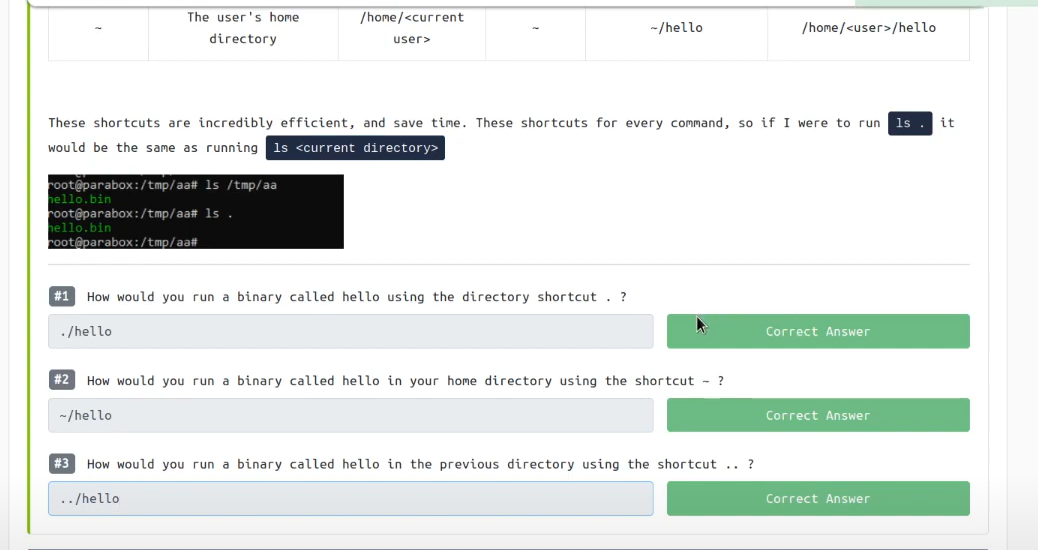 ~ The user's home directory /home/<current user> ~ ~/hello /home/<user>/hello
These shortcuts are incredibly efficient, and save time. These shortcuts for every command, so if I were to run ls . it
would be the same as running ls <current directory>
root@parabox:/tmp/aa# ls /tmp/aa
hello.bin
root@parabox:/tmp/aa# ls .
hello.bin
root@parabox:/tmp/aa#
#1 How would you run a binary called hello using the directory shortcut . ?
./hello Correct Answer
#2 How would you run a binary called hello in your home directory using the shortcut ~ ?
~/hello Correct Answer
#3 How would you run a binary called hello in the previous directory using the shortcut .. ?
../hello Correct Answer